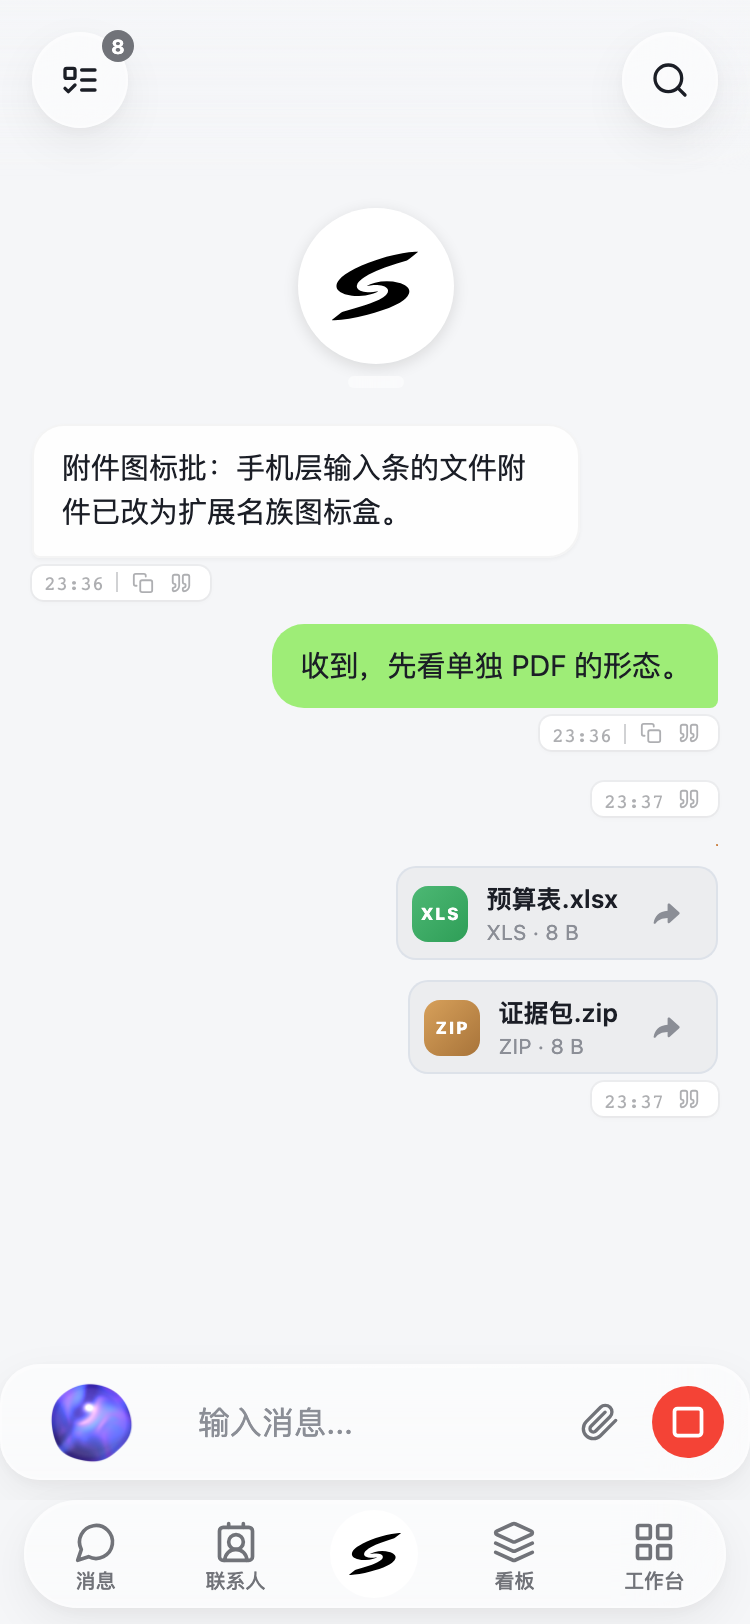 8
附件图标批：手机层输入条的文件附
件已改为扩展名族图标盒。
23:36
收到，先看单独 PDF 的形态。
23:36
23:37
XLS
预算表.xlsx
XLS · 8 B
ZIP
证据包.zip
ZIP · 8 B
23:37
输入消息...
消息
联系人
看板
工作台